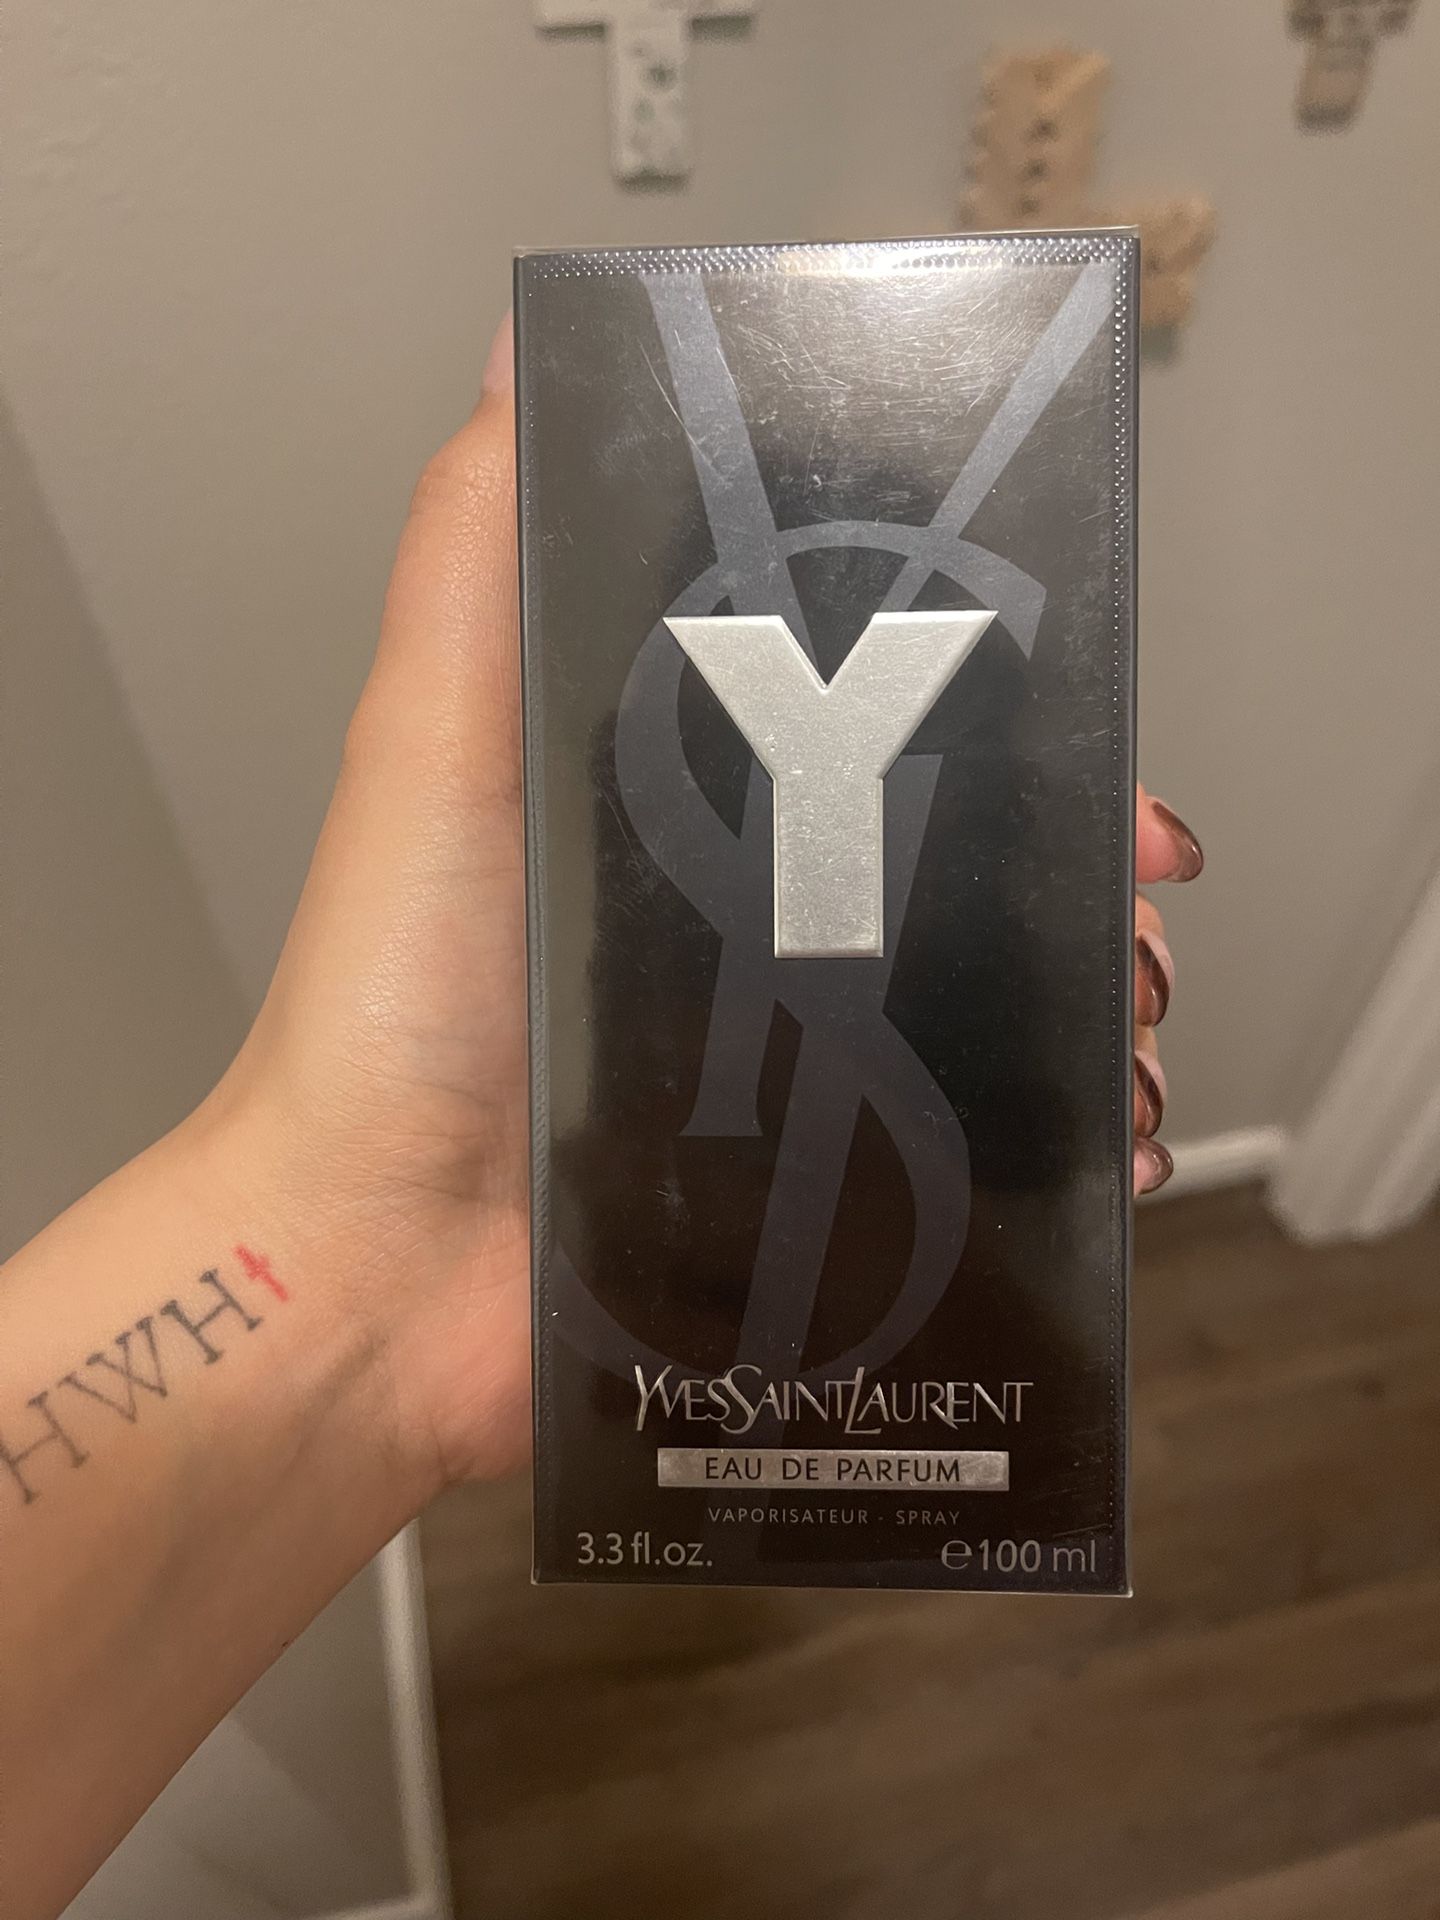 Y
YVESSAINTLAURENT
EAU DE PARFUM
VAPORISATEUR - SPRAY
3.3 fl.oz. ℮100 ml
HWH